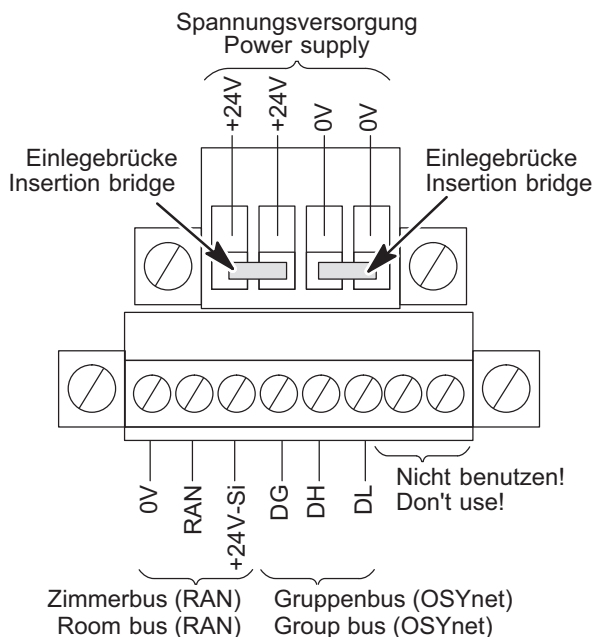 Spannungsversorgung
Power supply
+24V
+24V
0V
0V
Einlegebrücke
Insertion bridge
Einlegebrücke
Insertion bridge
0V
RAN
+24V-Si
DG
DH
DL
Nicht benutzen!
Don't use!
Zimmerbus (RAN)
Room bus (RAN)
Gruppenbus (OSYnet)
Group bus (OSYnet)